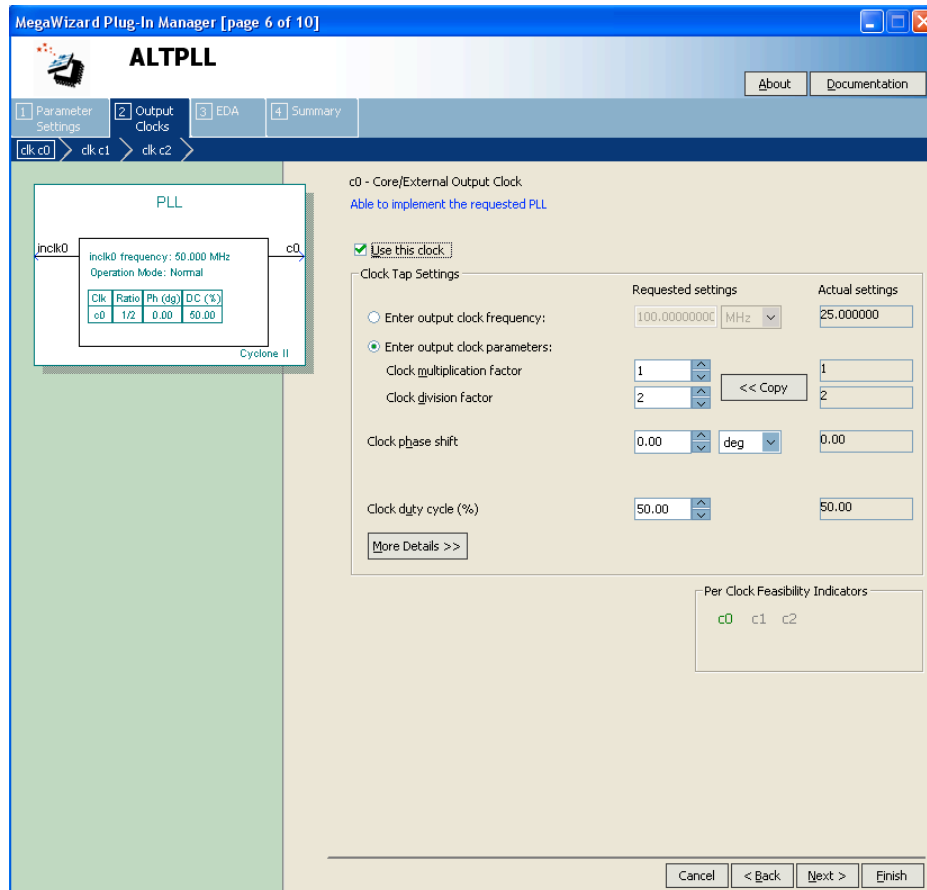 MegaWizard Plug-In Manager [page 6 of 10]
ALTPLL
About Documentation
1 Parameter Settings 2 Output Clocks 3 EDA 4 Summary
clk c0 clk c1 clk c2
PLL
inclk0 c0
inclk0 frequency: 50.000 MHz
Operation Mode: Normal
Clk Ratio Ph (dg) DC (%)
c0 1/2 0.00 50.00
Cyclone II
c0 - Core/External Output Clock
Able to implement the requested PLL
Use this clock
Clock Tap Settings
Requested settings Actual settings
Enter output clock frequency: 100.00000000 MHz 25.000000
Enter output clock parameters:
Clock multiplication factor 1 << Copy 1
Clock division factor 2 2
Clock phase shift 0.00 deg 0.00
Clock duty cycle (%) 50.00 50.00
More Details >>
Per Clock Feasibility Indicators
c0 c1 c2
Cancel < Back Next > Finish